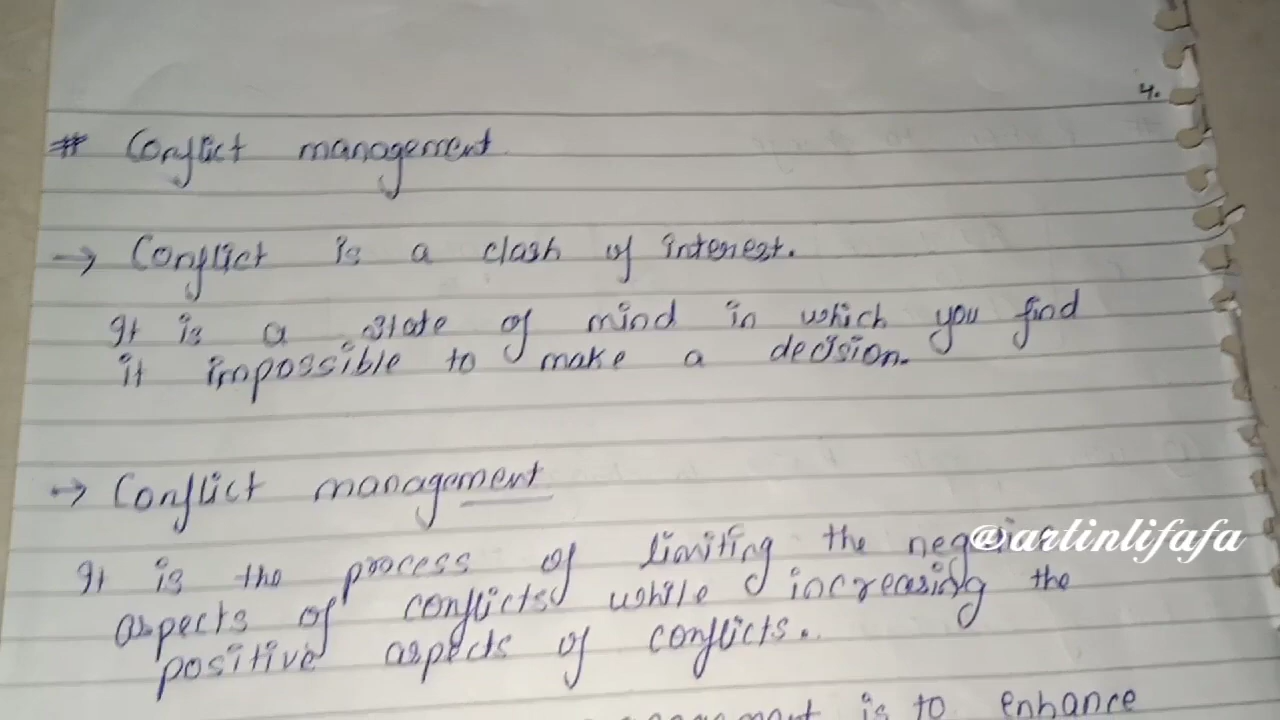 4.
# Conflict management
→ Conflict is a clash of interest.
It is a state of mind in which you find
it impossible to make a decision.
→ Conflict management
It is the process of limiting the
@artinlifafa
aspects of conflicts while increasing the
positive aspects of conflicts.
is to enhance